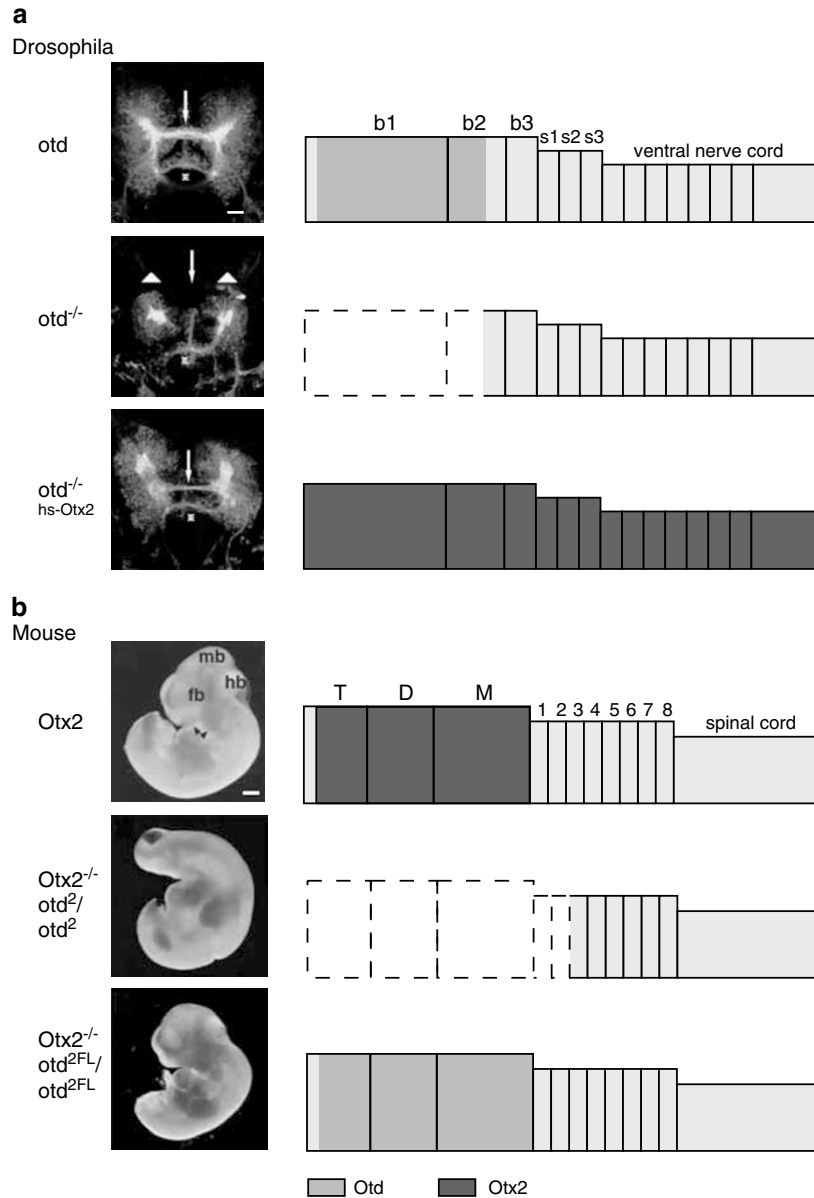 a
Drosophila
otd
b1 b2 b3 s1 s2 s3 ventral nerve cord
otd-/-
otd-/-
hs-Otx2
b
Mouse
Otx2
mb
hb
fb
T D M 1 2 3 4 5 6 7 8 spinal cord
Otx2-/-
otd2/
otd2
Otx2-/-
otd2FL/
otd2FL
Otd Otx2